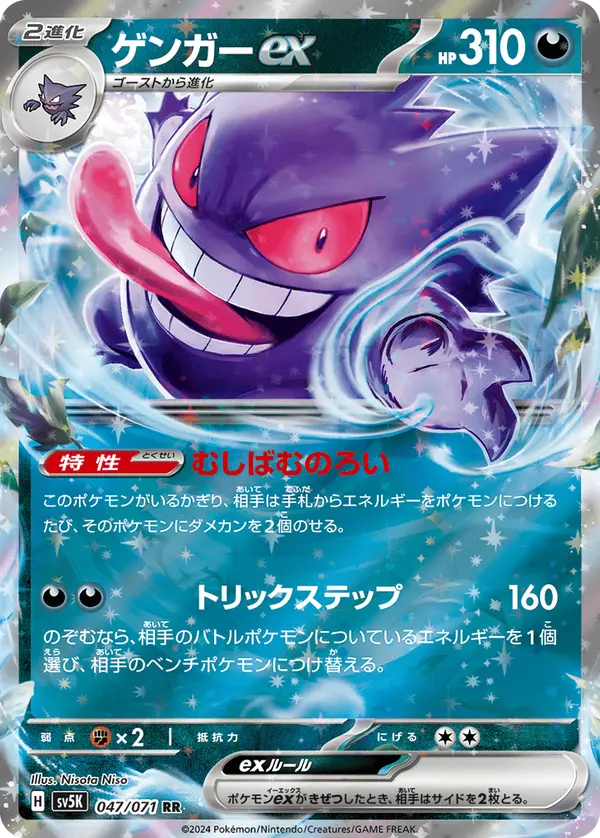 2進化
ゲンガーex
HP310
ゴーストから進化
特性
とくせい
むしばむのろい
このポケモンがいるかぎり、相手は手札からエネルギーをポケモンにつける
たび、そのポケモンにダメカンを2個のせる。
トリックステップ 160
のぞむなら、相手のバトルポケモンについているエネルギーを1個
選び、相手のベンチポケモンにつけ替える。
弱点 ×2 抵抗力 にげる
exルール
ポケモンexがきぜつしたとき、相手はサイドを2枚とる。
Illus. Nisota Niso
H sv5K 047/071 RR
©2024 Pokémon/Nintendo/Creatures/GAME FREAK.